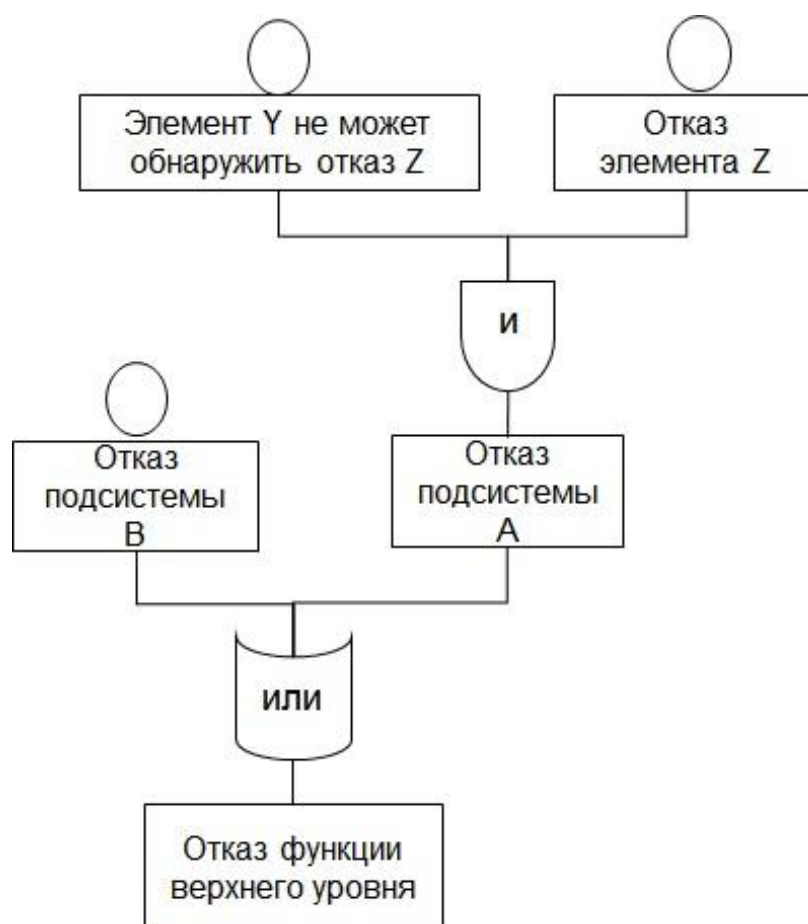 Элемент Y не может
обнаружить отказ Z
Отказ
элемента Z
и
Отказ
подсистемы
B
Отказ
подсистемы
A
или
Отказ функции
верхнего уровня